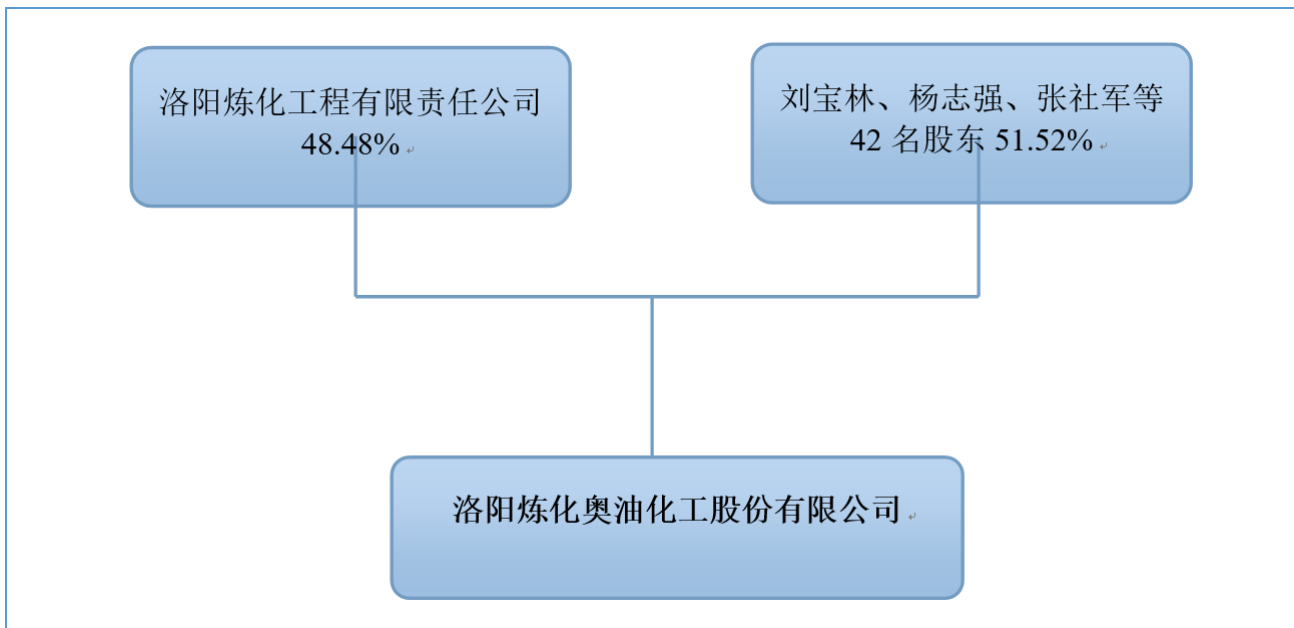 洛阳炼化工程有限责任公司
48.48%
刘宝林、杨志强、张社军等
42 名股东 51.52%
洛阳炼化奥油化工股份有限公司